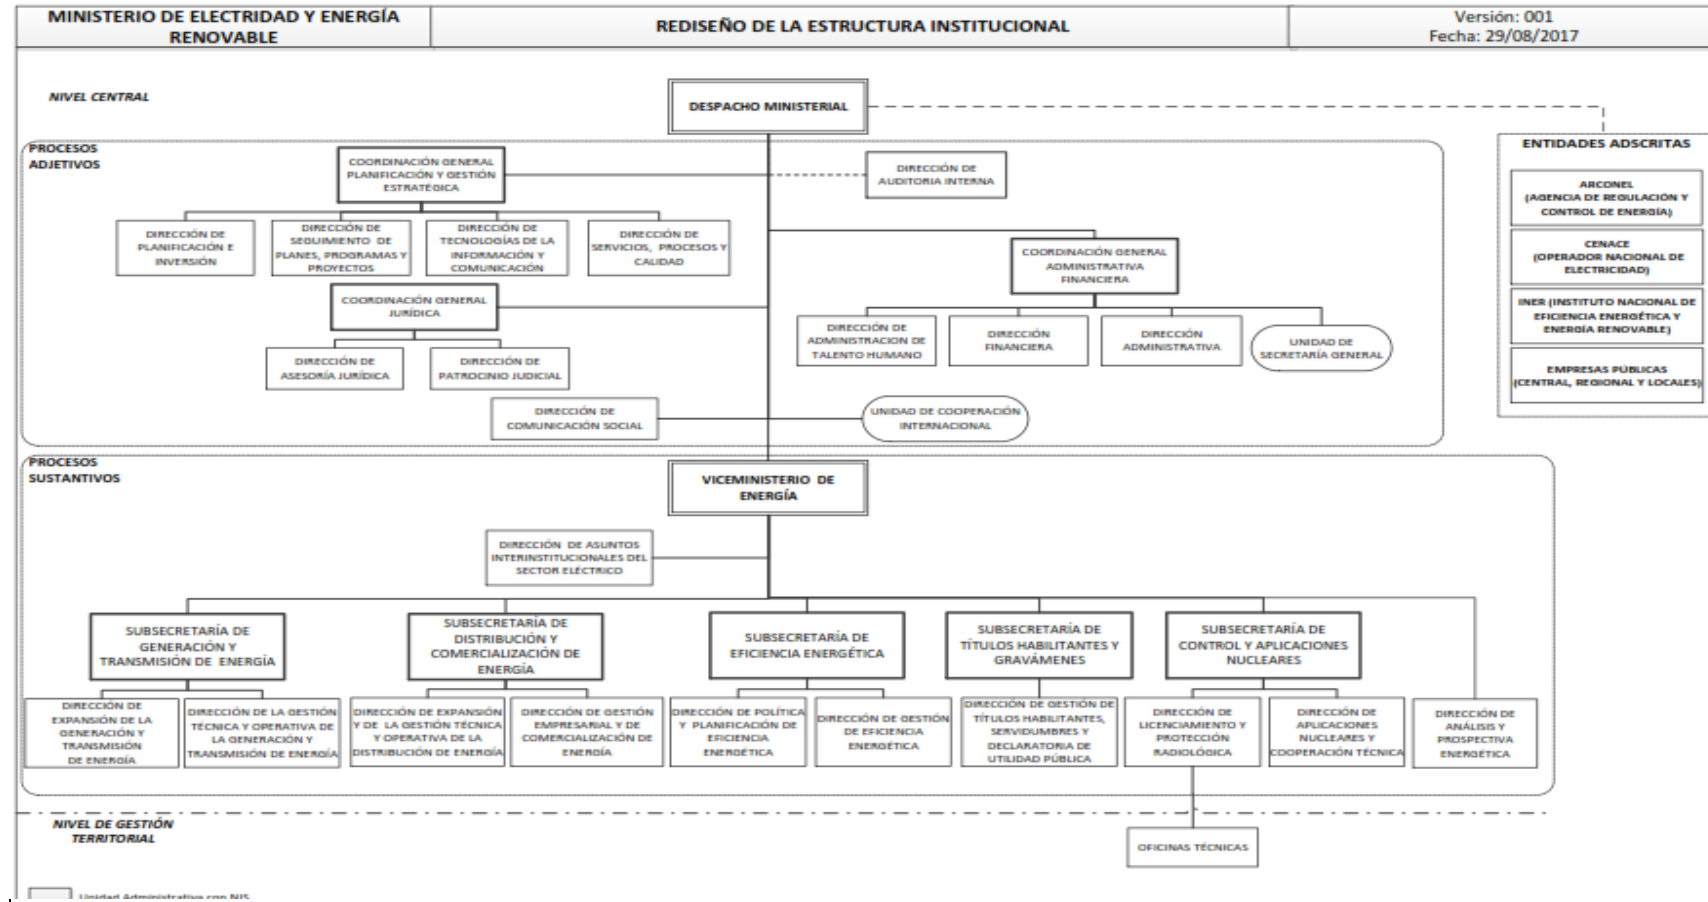 MINISTERIO DE ELECTRIDAD Y ENERGÍA
RENOVABLE
REDISEÑO DE LA ESTRUCTURA INSTITUCIONAL
Versión: 001
Fecha: 29/08/2017
NIVEL CENTRAL
DESPACHO MINISTERIAL
PROCESOS
ADJETIVOS
COORDINACIÓN GENERAL
PLANIFICACIÓN Y GESTIÓN
ESTRATÉGICA
DIRECCIÓN DE
AUDITORIA INTERNA
ENTIDADES ADSCRITAS
ARCONEL
(AGENCIA DE REGULACIÓN Y
CONTROL DE ENERGÍA)
CENACE
(OPERADOR NACIONAL DE
ELECTRICIDAD)
INER (INSTITUTO NACIONAL DE
EFICIENCIA ENERGÉTICA Y
ENERGÍA RENOVABLE)
EMPRESAS PÚBLICAS
(CENTRAL, REGIONAL Y LOCALES)
DIRECCIÓN DE
PLANIFICACIÓN E
INVERSIÓN
DIRECCIÓN DE
SEGUIMIENTO DE
PLANES, PROGRAMAS Y
PROYECTOS
DIRECCIÓN DE
TECNOLOGÍAS DE LA
INFORMACIÓN Y
COMUNICACIÓN
DIRECCIÓN DE
SERVICIOS, PROCESOS Y
CALIDAD
COORDINACIÓN GENERAL
ADMINISTRATIVA
FINANCIERA
COORDINACIÓN GENERAL
JURÍDICA
DIRECCIÓN DE
ADMINISTRACION DE
TALENTO HUMANO
DIRECCIÓN
FINANCIERA
DIRECCIÓN
ADMINISTRATIVA
UNIDAD DE
SECRETARÍA GENERAL
DIRECCIÓN DE
ASESORÍA JURÍDICA
DIRECCIÓN DE
PATROCINIO JUDICIAL
DIRECCIÓN DE
COMUNICACIÓN SOCIAL
UNIDAD DE COOPERACIÓN
INTERNACIONAL
PROCESOS
SUSTANTIVOS
VICEMINISTERIO DE
ENERGÍA
DIRECCIÓN DE ASUNTOS
INTERINSTITUCIONALES DEL
SECTOR ELÉCTRICO
SUBSECRETARÍA DE
GENERACIÓN Y
TRANSMISIÓN DE ENERGÍA
SUBSECRETARÍA DE
DISTRIBUCIÓN Y
COMERCIALIZACIÓN DE
ENERGÍA
SUBSECRETARÍA DE
EFICIENCIA ENERGÉTICA
SUBSECRETARÍA DE
TÍTULOS HABILITANTES Y
GRAVÁMENES
SUBSECRETARÍA DE
CONTROL Y APLICACIONES
NUCLEARES
DIRECCIÓN DE
EXPANSIÓN DE LA
GENERACIÓN Y
TRANSMISIÓN
DE ENERGÍA
DIRECCIÓN DE LA GESTIÓN
TÉCNICA Y OPERATIVA DE
LA GENERACIÓN Y
TRANSMISIÓN DE ENERGÍA
DIRECCIÓN DE EXPANSIÓN
Y DE LA GESTIÓN TÉCNICA
Y OPERATIVA DE LA
DISTRIBUCIÓN DE ENERGÍA
DIRECCIÓN DE GESTIÓN
EMPRESARIAL Y DE
COMERCIALIZACIÓN DE
ENERGÍA
DIRECCIÓN DE POLÍTICA
Y PLANIFICACIÓN DE
EFICIENCIA
ENERGÉTICA
DIRECCIÓN DE GESTIÓN
DE EFICIENCIA
ENERGÉTICA
DIRECCIÓN DE GESTIÓN DE
TÍTULOS HABILITANTES,
SERVIDUMBRES Y
DECLARATORIA DE
UTILIDAD PÚBLICA
DIRECCIÓN DE
LICENCIAMIENTO Y
PROTECCIÓN
RADIOLÓGICA
DIRECCIÓN DE
APLICACIONES
NUCLEARES Y
COOPERACIÓN TÉCNICA
DIRECCIÓN DE
ANÁLISIS Y
PROSPECTIVA
ENERGÉTICA
NIVEL DE GESTIÓN
TERRITORIAL
OFICINAS TÉCNICAS
Unidad Administrativa con NJS